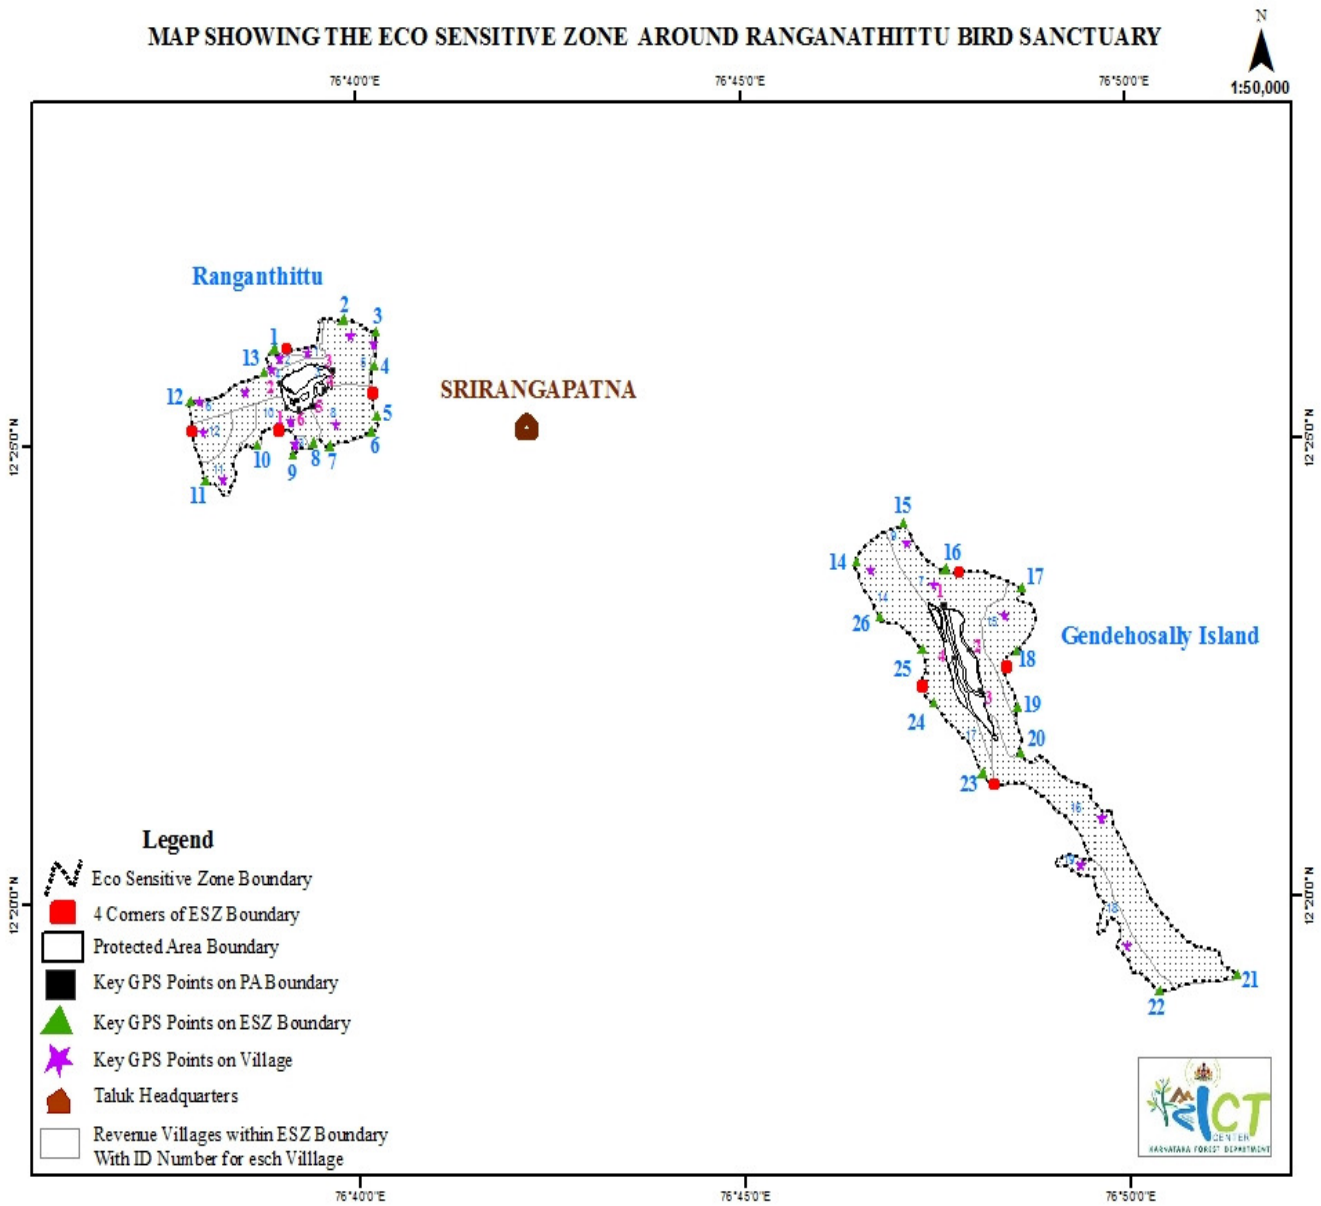 MAP SHOWING THE ECO SENSITIVE ZONE AROUND RANGANATHITTU BIRD SANCTUARY
N
1:50,000
76°40'0"E
76°45'0"E
76°50'0"E
Ranganthittu
2
3
1
13
4
12
5
6
10
9
8
7
11
SRIRANGAPATNA
12°25'0"N
12°25'0"N
15
14
16
17
26
Gendehosally Island
25
18
24
19
20
23
21
22
12°20'0"N
12°20'0"N
Legend
Eco Sensitive Zone Boundary
4 Corners of ESZ Boundary
Protected Area Boundary
Key GPS Points on PA Boundary
Key GPS Points on ESZ Boundary
Key GPS Points on Village
Taluk Headquarters
Revenue Villages within ESZ Boundary
With ID Number for esch Villlage
ICT
CENTER
KARNATAKA FOREST DEPARTMENT
76°40'0"E
76°45'0"E
76°50'0"E